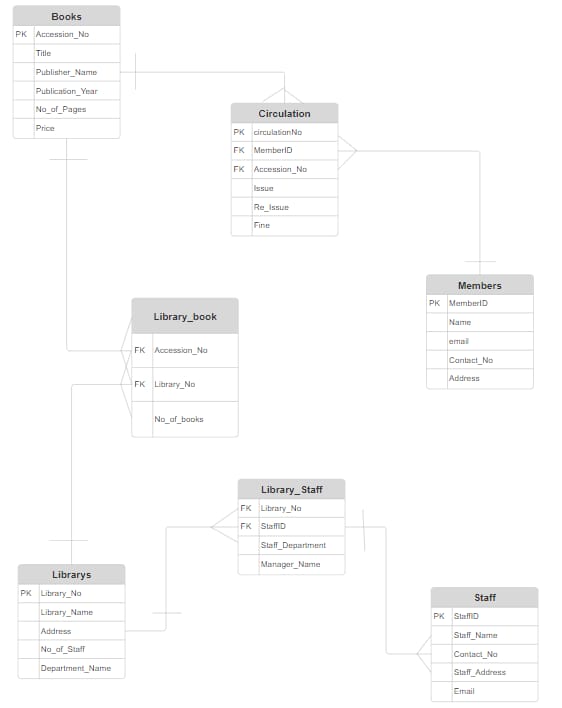 Books
PK Accession_No
Title
Publisher_Name
Publication_Year
No_of_Pages
Price
Circulation
PK circulationNo
FK MemberID
FK Accession_No
Issue
Re_Issue
Fine
Members
PK MemberID
Name
email
Contact_No
Address
Library_book
FK Accession_No
FK Library_No
No_of_books
Library_Staff
FK Library_No
FK StaffID
Staff_Department
Manager_Name
Librarys
PK Library_No
Library_Name
Address
No_of_Staff
Department_Name
Staff
PK StaffID
Staff_Name
Contact_No
Staff_Address
Email